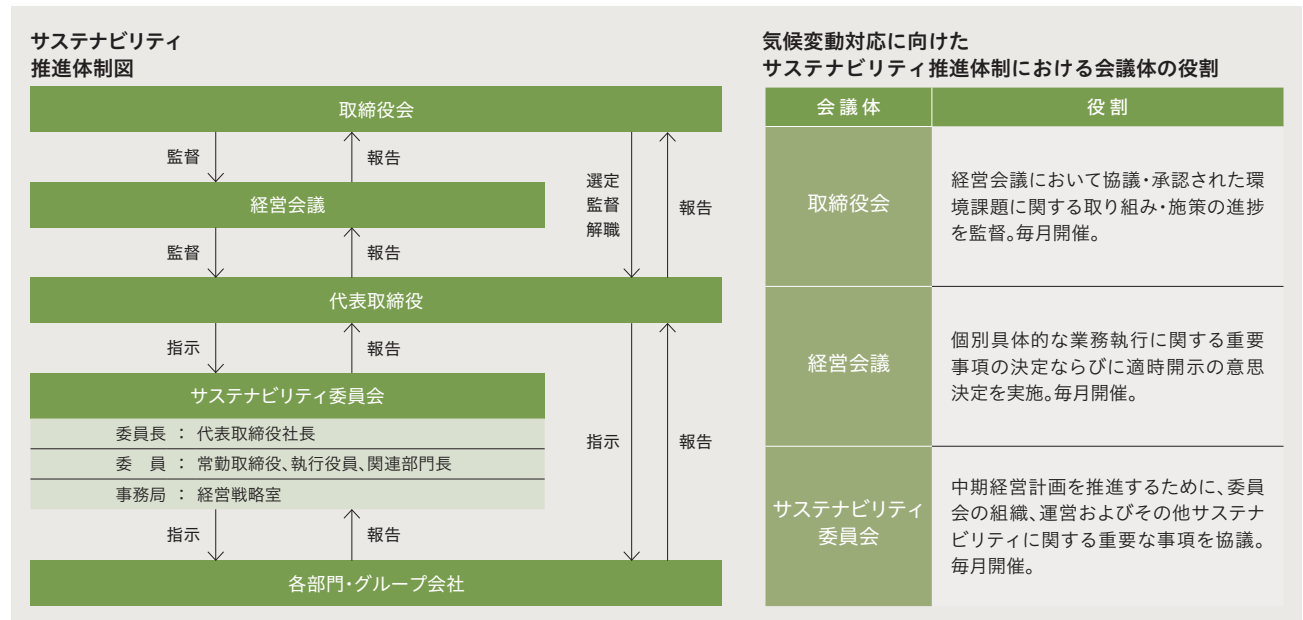 サステナビリティ
推進体制図
取締役会
監督
報告
経営会議
監督
報告
選定
監督
解職
報告
代表取締役
指示
報告
サステナビリティ委員会
委員長 ： 代表取締役社長
委　員 ： 常勤取締役、執行役員、関連部門長
事務局 ： 経営戦略室
指示
報告
指示
報告
各部門・グループ会社
気候変動対応に向けた
サステナビリティ推進体制における会議体の役割
会議体
役割
取締役会
経営会議において協議・承認された環
境課題に関する取り組み・施策の進捗
を監督。毎月開催。
経営会議
個別具体的な業務執行に関する重要
事項の決定ならびに適時開示の意思
決定を実施。毎月開催。
サステナビリティ
委員会
中期経営計画を推進するために、委員
会の組織、運営およびその他サステナ
ビリティに関する重要な事項を協議。
毎月開催。